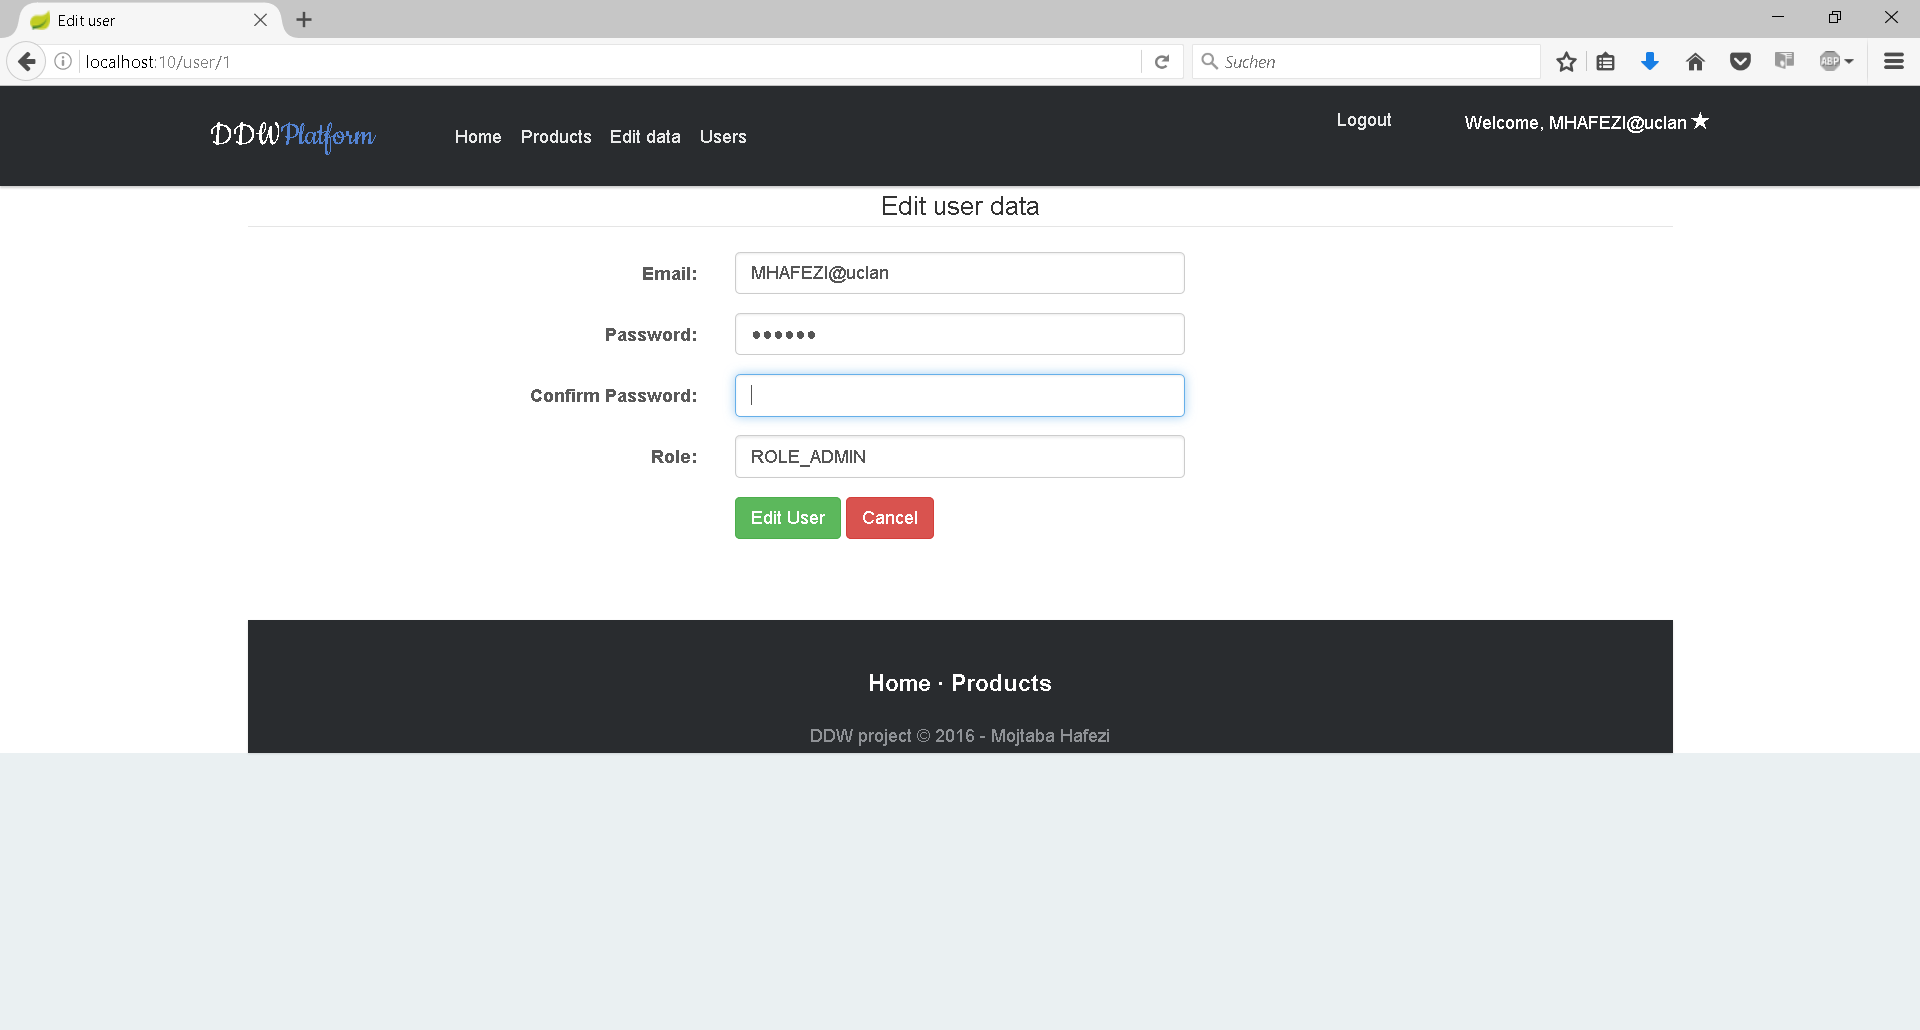 Edit user
localhost:10/user/1
Suchen
ABP
DDWPlatform
Home Products Edit data Users
Logout
Welcome, MHAFEZI@uclan ★
Edit user data
Email: MHAFEZI@uclan
Password: ••••••
Confirm Password:
Role: ROLE_ADMIN
Edit User Cancel
Home · Products
DDW project © 2016 - Mojtaba Hafezi